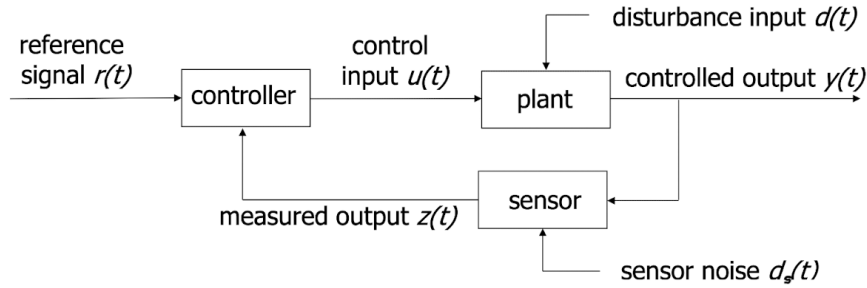 disturbance input d(t)
reference
signal r(t)
control
input u(t)
controlled output y(t)
controller
plant
sensor
measured output z(t)
sensor noise dₛ(t)